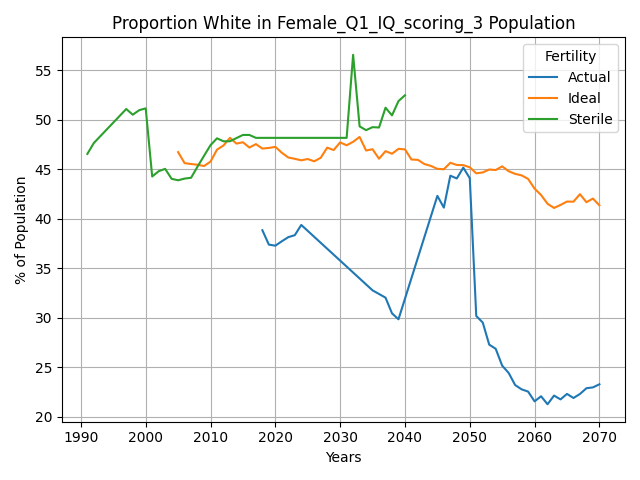 Proportion White in Female_Q1_IQ_scoring_3 Population
% of Population
55
50
45
40
35
30
25
20
Fertility
Actual
Ideal
Sterile
1990 2000 2010 2020 2030 2040 2050 2060 2070
Years